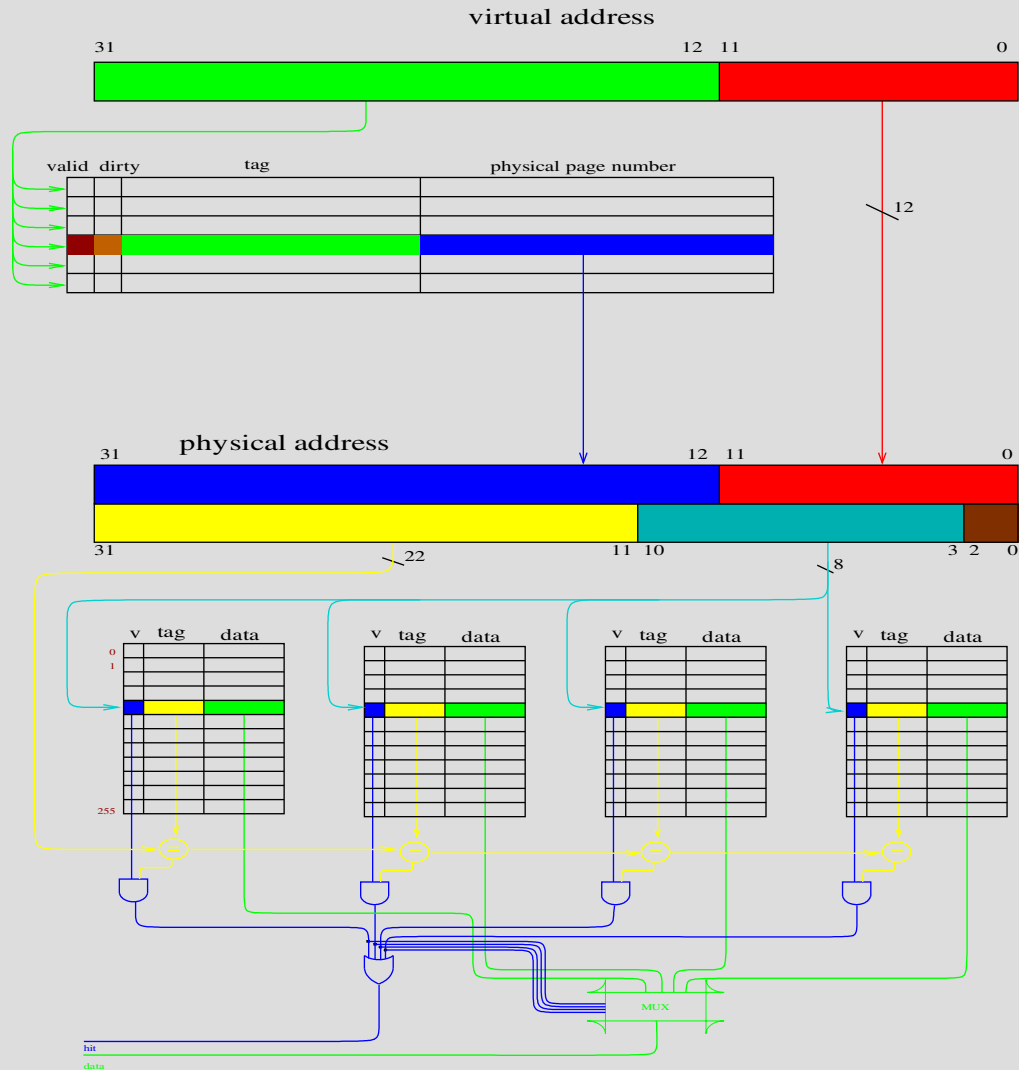 virtual address
31 12 11 0
valid dirty tag physical page number
12
physical address
31 12 11 0
31 11 10 3 2 0
22 8
v tag data v tag data v tag data v tag data
0
1
255
= = = =
MUX
hit
data